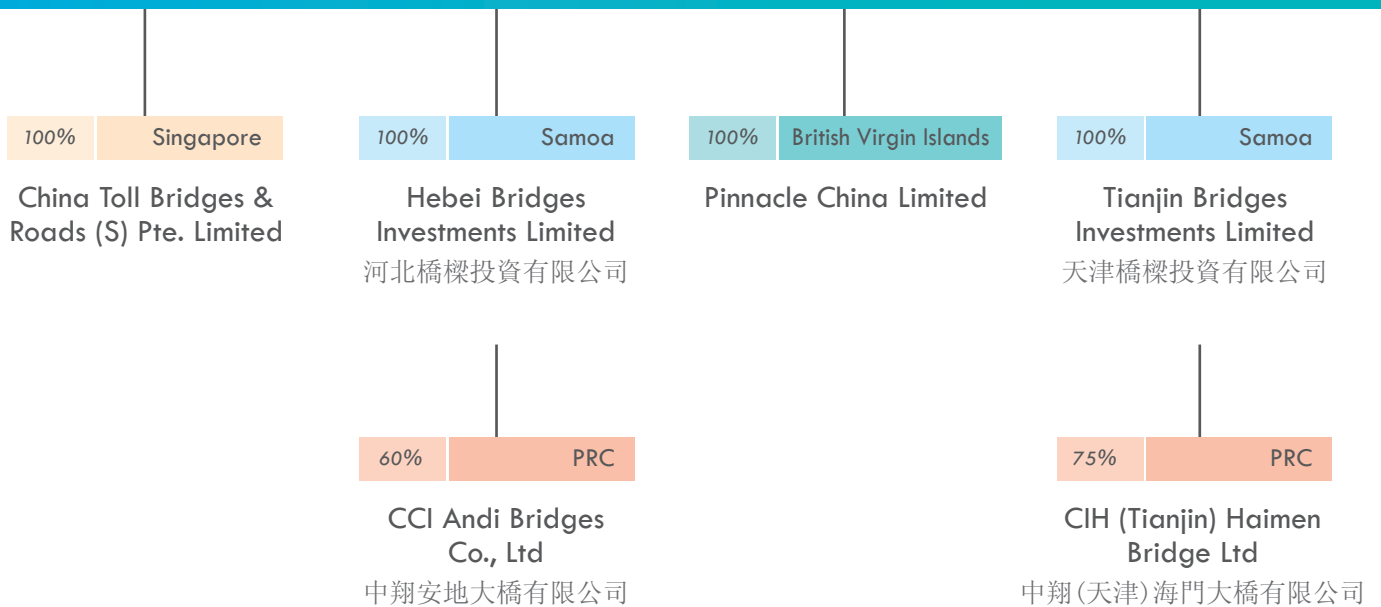 100% Singapore
China Toll Bridges &
Roads (S) Pte. Limited
100% Samoa
Hebei Bridges
Investments Limited
河北橋樑投資有限公司
100% British Virgin Islands
Pinnacle China Limited
100% Samoa
Tianjin Bridges
Investments Limited
天津橋樑投資有限公司
60% PRC
CCI Andi Bridges
Co., Ltd
中翔安地大橋有限公司
75% PRC
CIH (Tianjin) Haimen
Bridge Ltd
中翔(天津)海門大橋有限公司